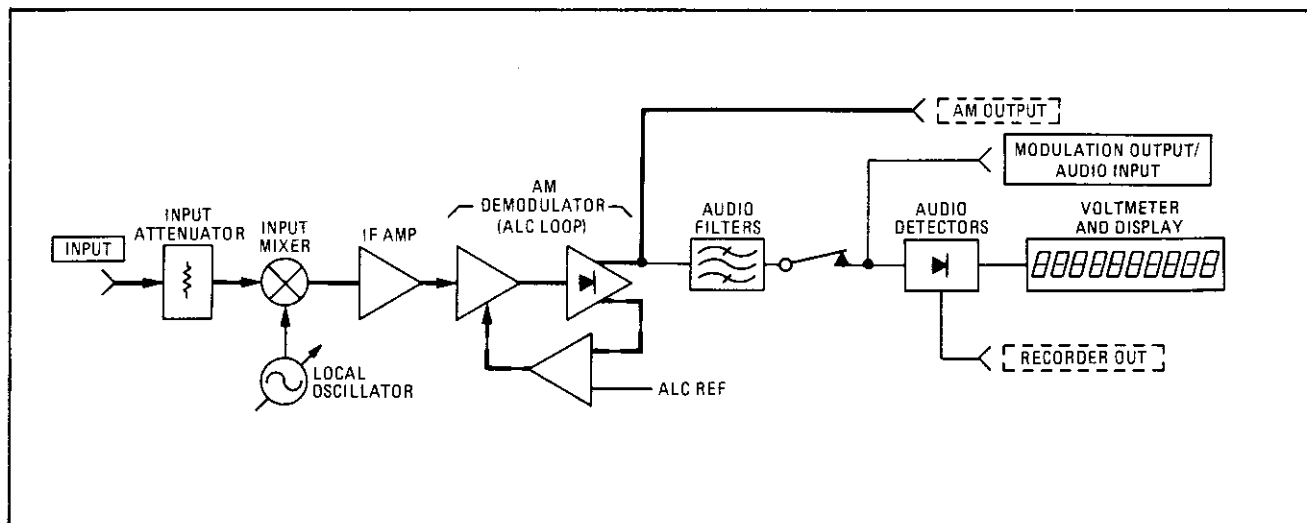 AM OUTPUT
MODULATION OUTPUT/
AUDIO INPUT
AM
DEMODULATOR
(ALC LOOP)
INPUT
INPUT
ATTENUATOR
INPUT
MIXER
IF AMP
AUDIO
FILTERS
AUDIO
DETECTORS
VOLTMETER
AND DISPLAY
LOCAL
OSCILLATOR
ALC REF
RECORDER OUT